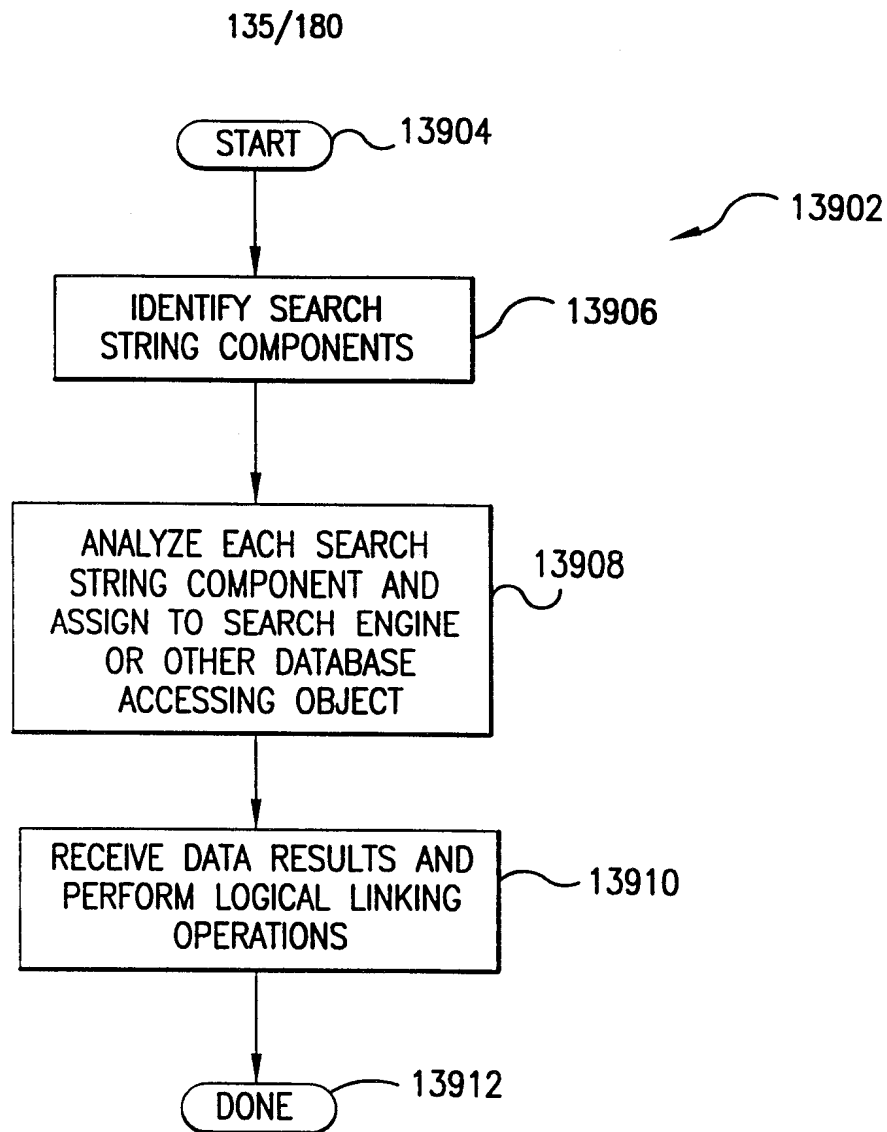 135/180
START
13904
13902
IDENTIFY SEARCH
STRING COMPONENTS
13906
ANALYZE EACH SEARCH
STRING COMPONENT AND
ASSIGN TO SEARCH ENGINE
OR OTHER DATABASE
ACCESSING OBJECT
13908
RECEIVE DATA RESULTS AND
PERFORM LOGICAL LINKING
OPERATIONS
13910
DONE
13912